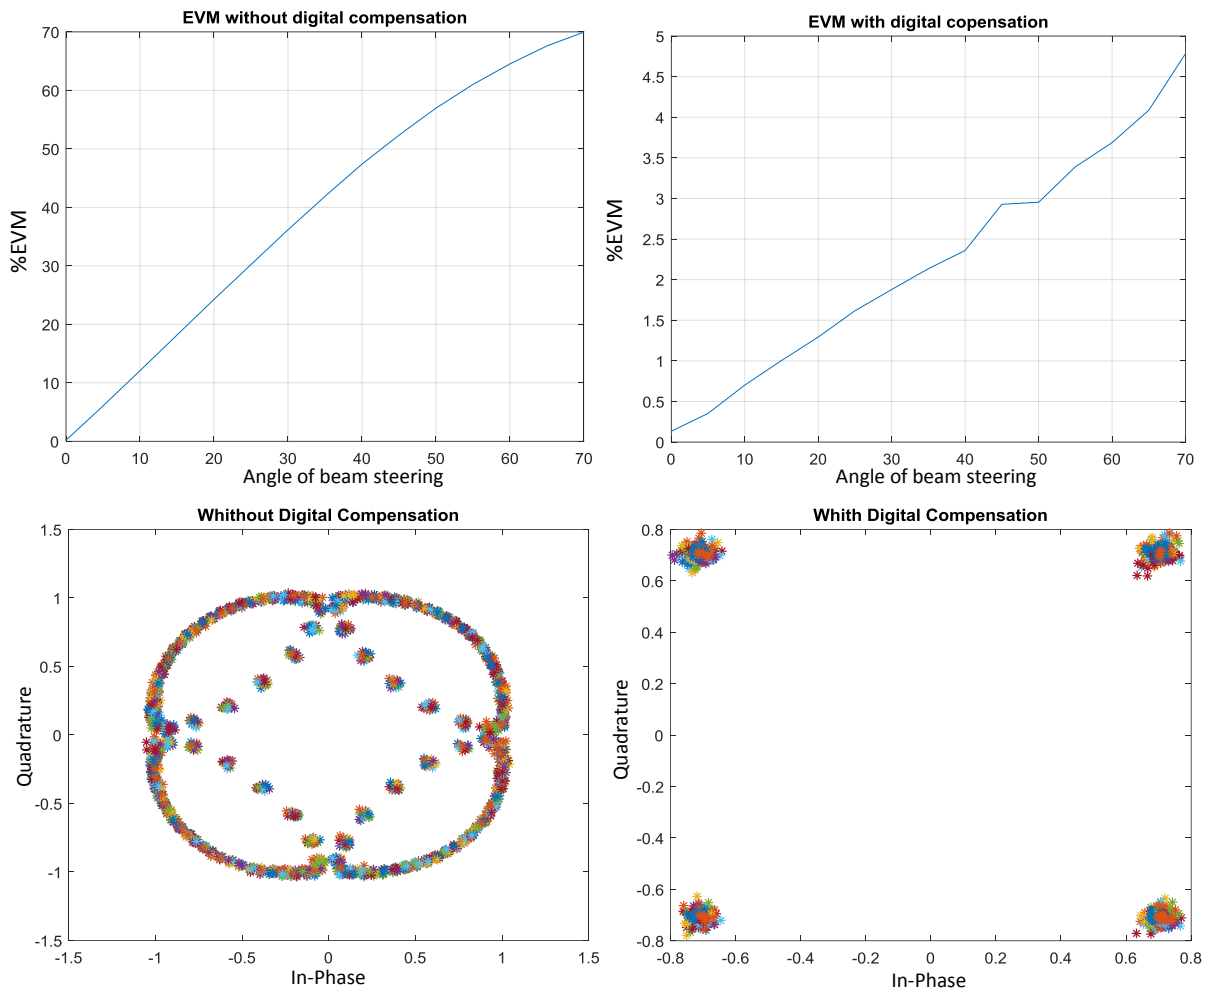 EVM without digital compensation
70
60
50
40
30
20
10
0
%EVM
0 10 20 30 40 50 60 70
Angle of beam steering
EVM with digital copensation
5
4.5
4
3.5
3
2.5
2
1.5
1
0.5
0
%EVM
0 10 20 30 40 50 60 70
Angle of beam steering
Whithout Digital Compensation
1.5
1
0.5
0
-0.5
-1
-1.5
Quadrature
-1.5 -1 -0.5 0 0.5 1 1.5
In-Phase
Whith Digital Compensation
0.8
0.6
0.4
0.2
0
-0.2
-0.4
-0.6
-0.8
Quadrature
-0.8 -0.6 -0.4 -0.2 0 0.2 0.4 0.6 0.8
In-Phase